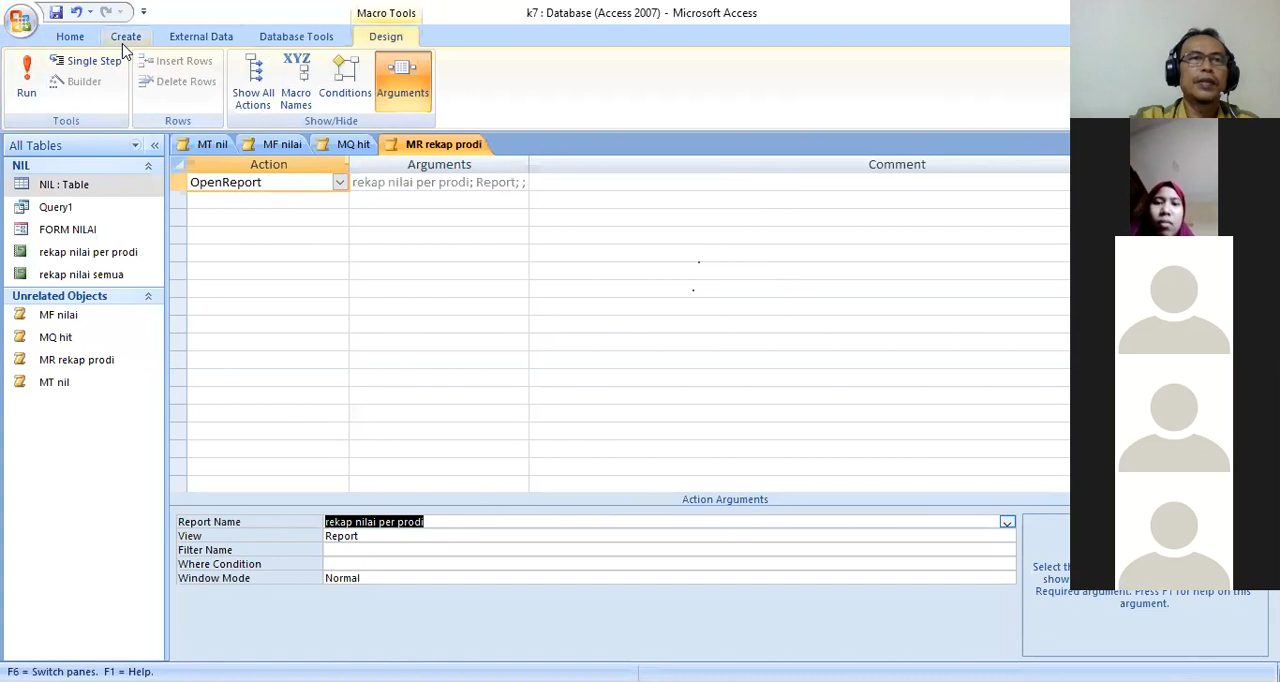 Macro Tools
k7 : Database (Access 2007) - Microsoft Access
Home
Create
External Data
Database Tools
Design
Run
Single Step
Builder
Tools
Insert Rows
Delete Rows
Rows
Show All Actions
XYZ
Macro Names
Conditions
Arguments
Show/Hide
All Tables
NIL
NIL : Table
Query1
FORM NILAI
rekap nilai per prodi
rekap nilai semua
Unrelated Objects
MF nilai
MQ hit
MR rekap prodi
MT nil
MT nil
MF nilai
MQ hit
MR rekap prodi
Action
Arguments
Comment
OpenReport
rekap nilai per prodi; Report; ;
Action Arguments
Report Name
rekap nilai per prodi
View
Report
Filter Name
Where Condition
Window Mode
Normal
Select th
show
Required argument. Press F1 for help on this
argument.
F6 = Switch panes. F1 = Help.